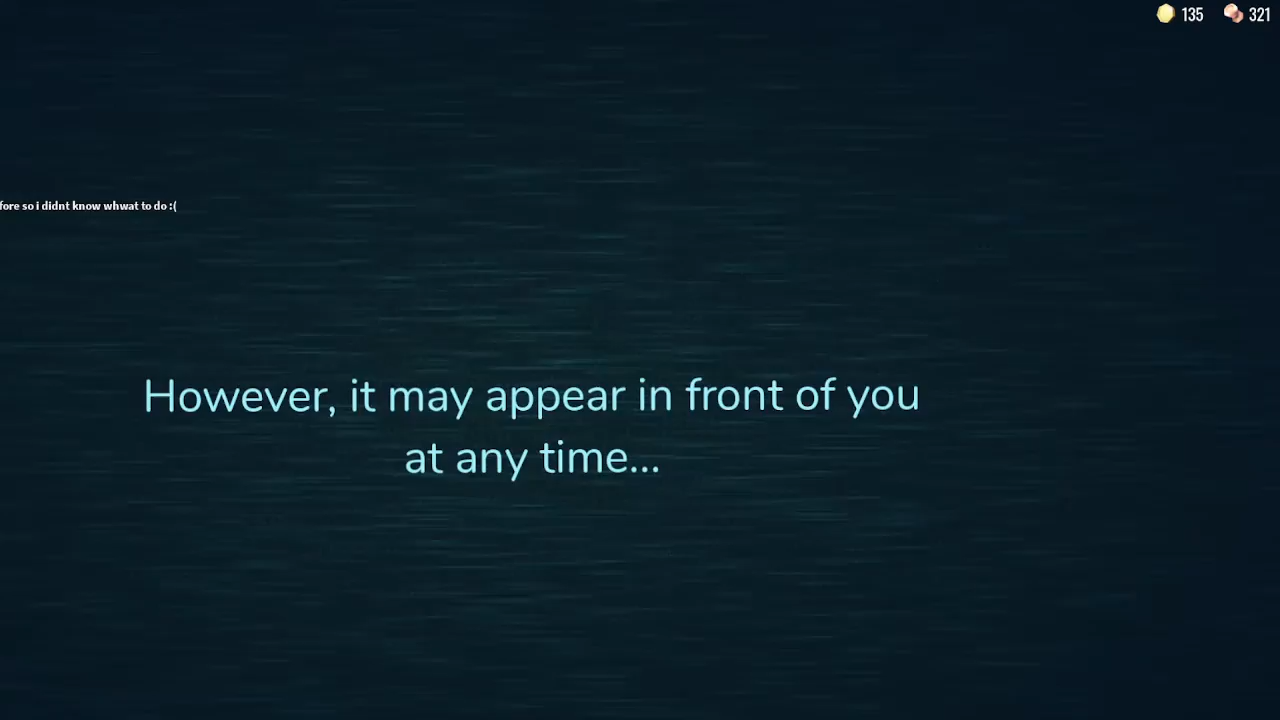 135 321
fore so i didnt know whwat to do :(
However, it may appear in front of you
at any time...